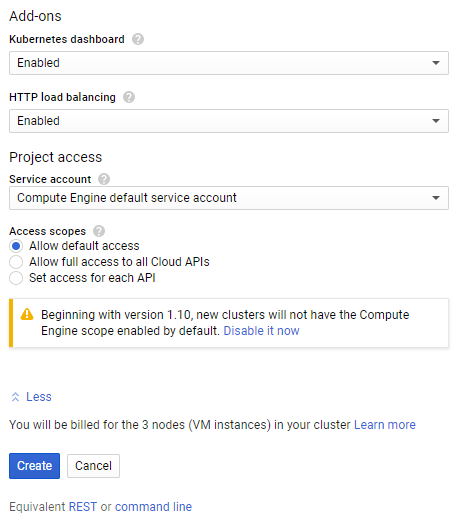 Add-ons
Kubernetes dashboard ?
Enabled
HTTP load balancing ?
Enabled
Project access
Service account ?
Compute Engine default service account
Access scopes ?
Allow default access
Allow full access to all Cloud APIs
Set access for each API
Beginning with version 1.10, new clusters will not have the Compute
Engine scope enabled by default. Disable it now
Less
You will be billed for the 3 nodes (VM instances) in your cluster Learn more
Create Cancel
Equivalent REST or command line